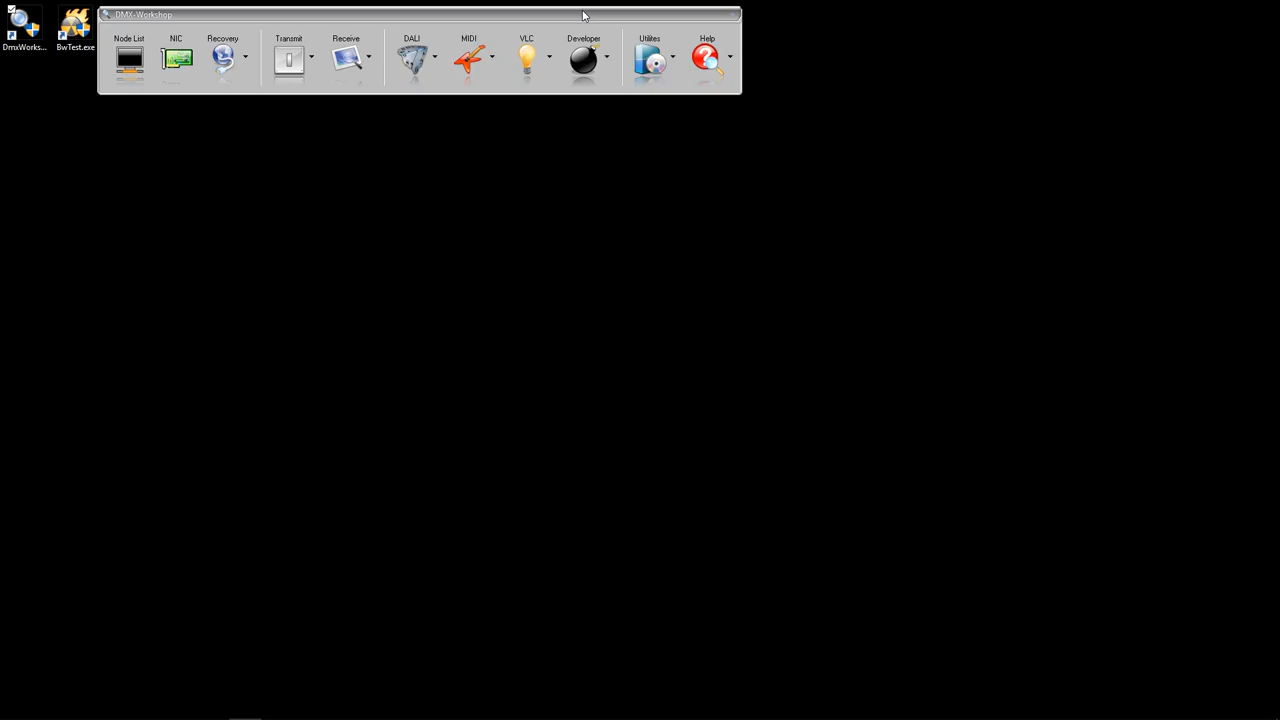 DMX-Workshop
Node List NIC Recovery Transmit Receive DALI MIDI VLC Developer Utilites Help
DmxWorks... BwTest.exe